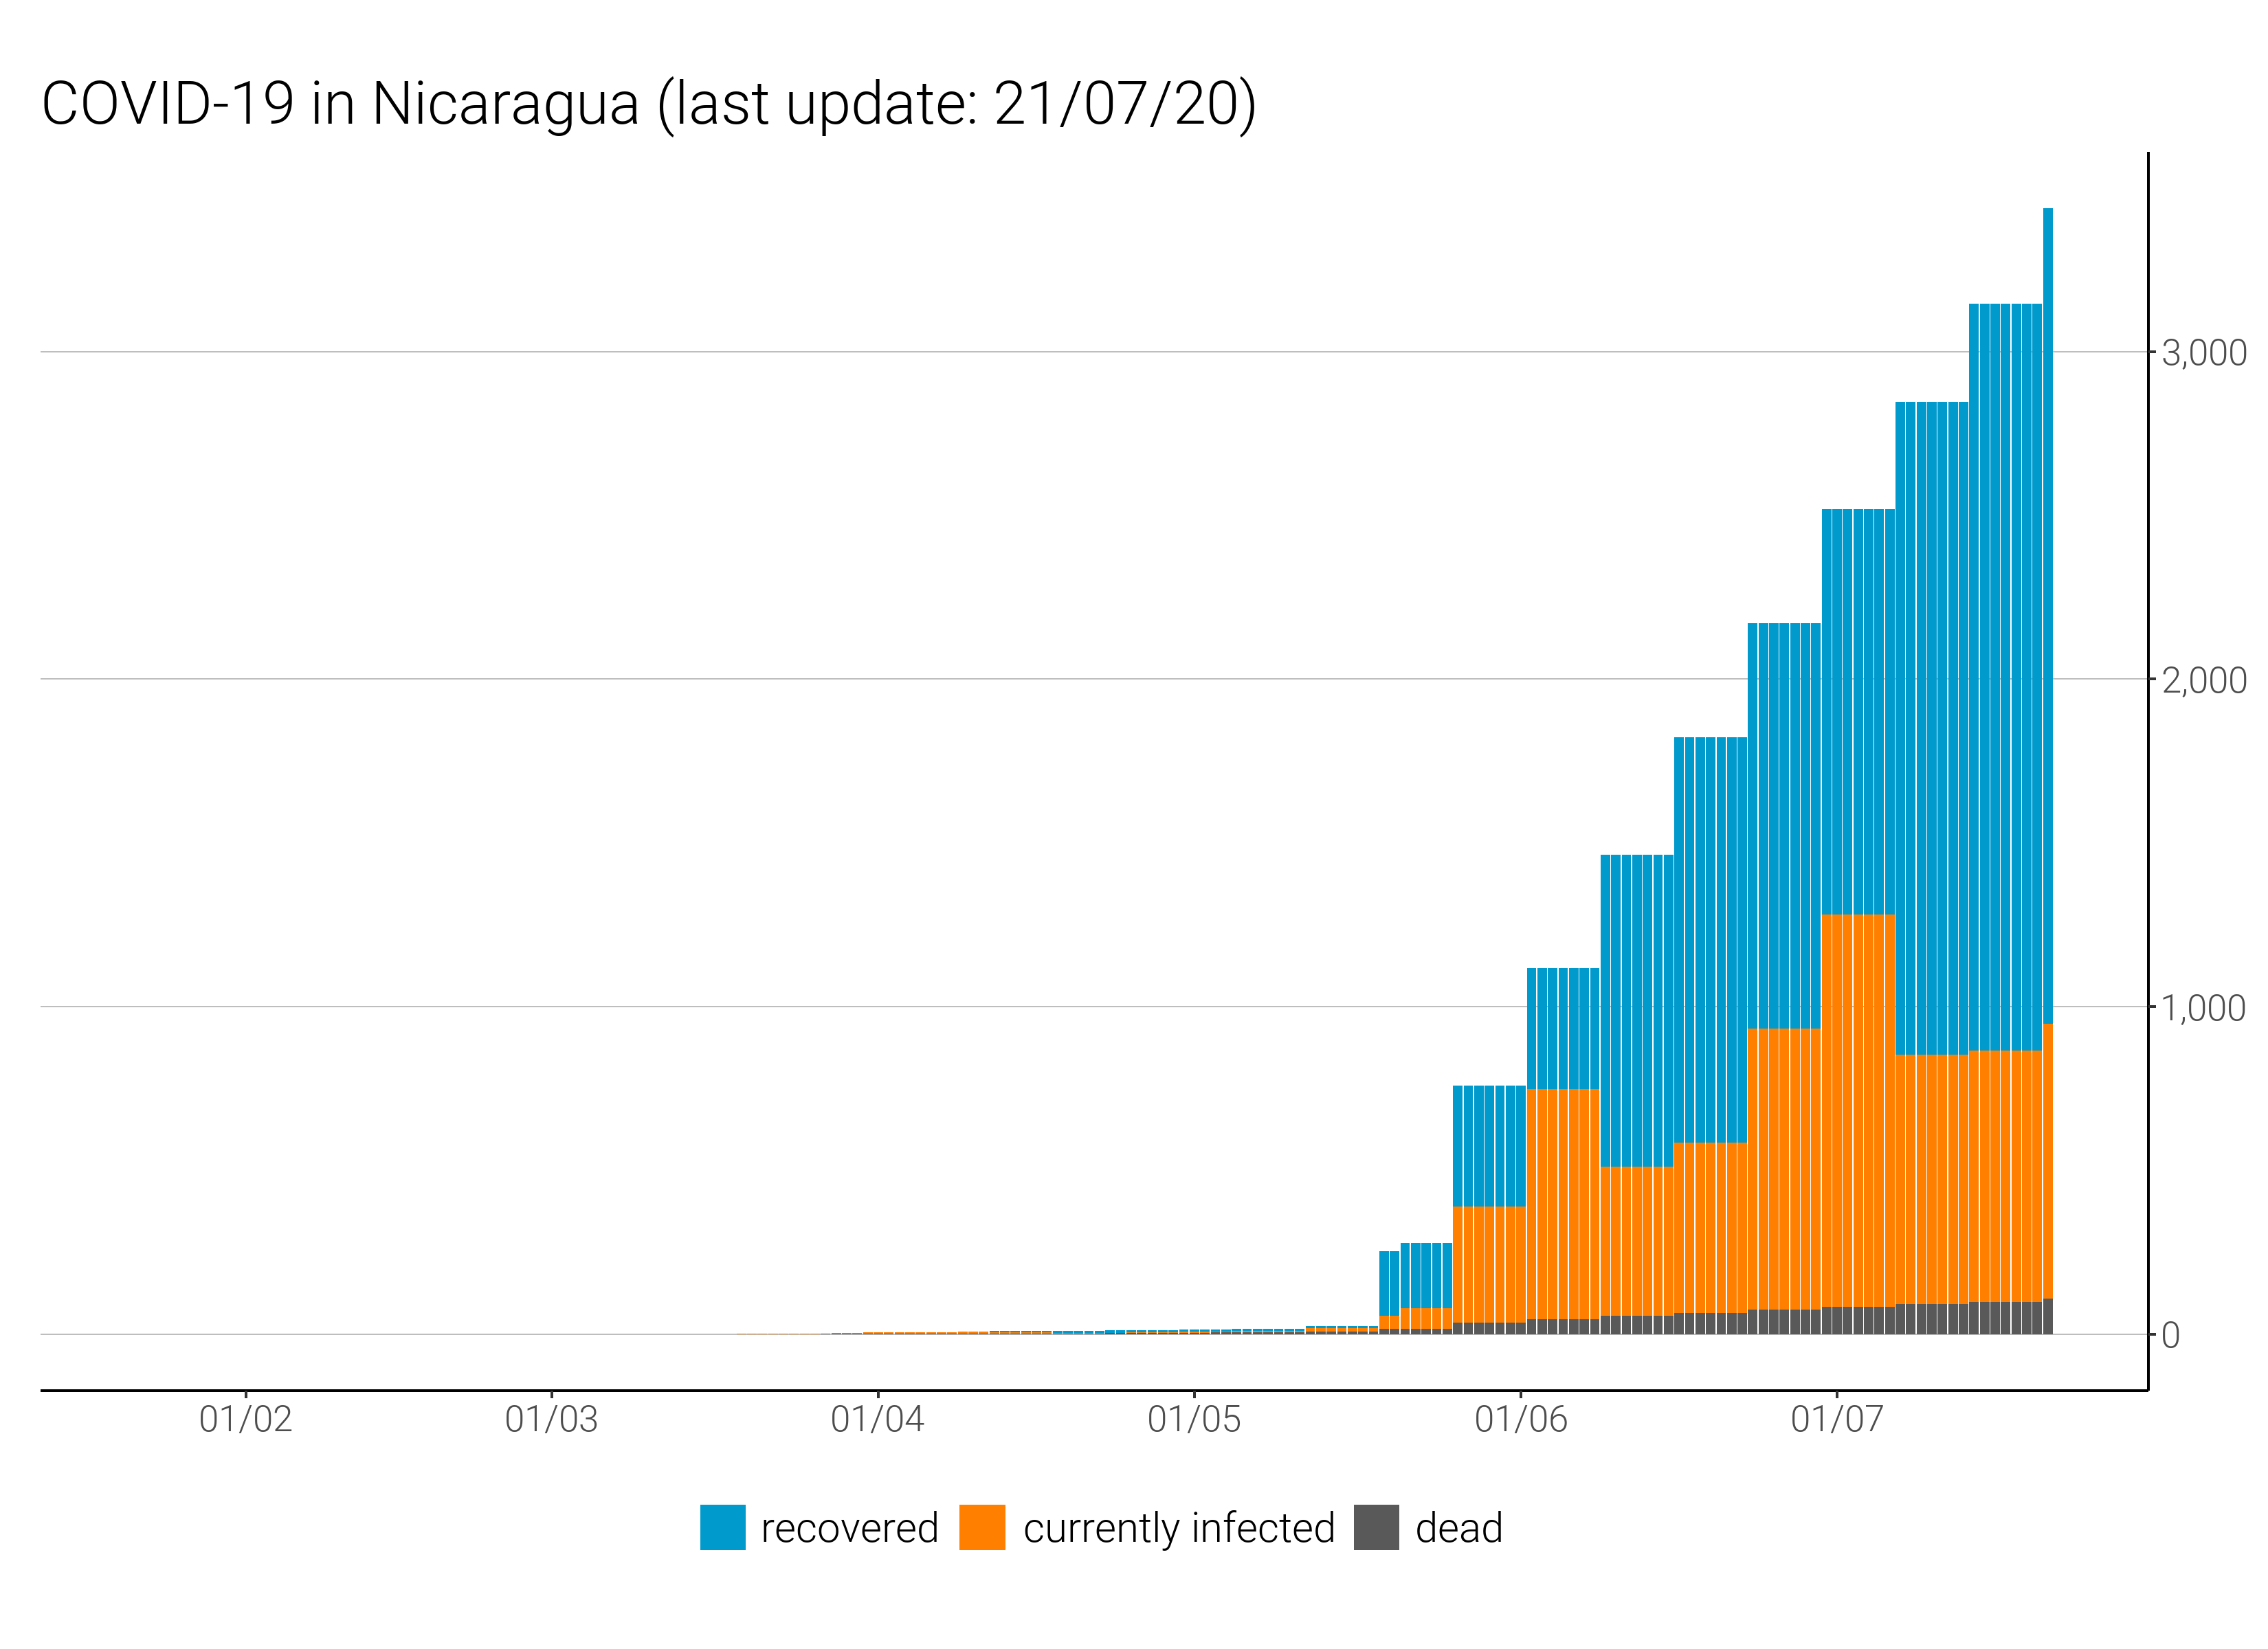 COVID-19 in Nicaragua (last update: 21/07/20)
3,000
2,000
1,000
0
01/02 01/03 01/04 01/05 01/06 01/07
recovered currently infected dead